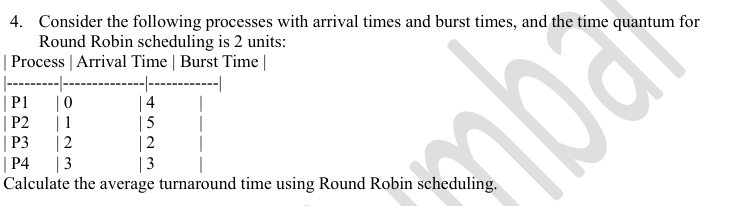 4. Consider the following processes with arrival times and burst times, and the time quantum for
Round Robin scheduling is 2 units:
| Process | Arrival Time | Burst Time |
|---------|--------------|------------|
| P1 | 0 | 4 |
| P2 | 1 | 5 |
| P3 | 2 | 2 |
| P4 | 3 | 3 |
Calculate the average turnaround time using Round Robin scheduling.